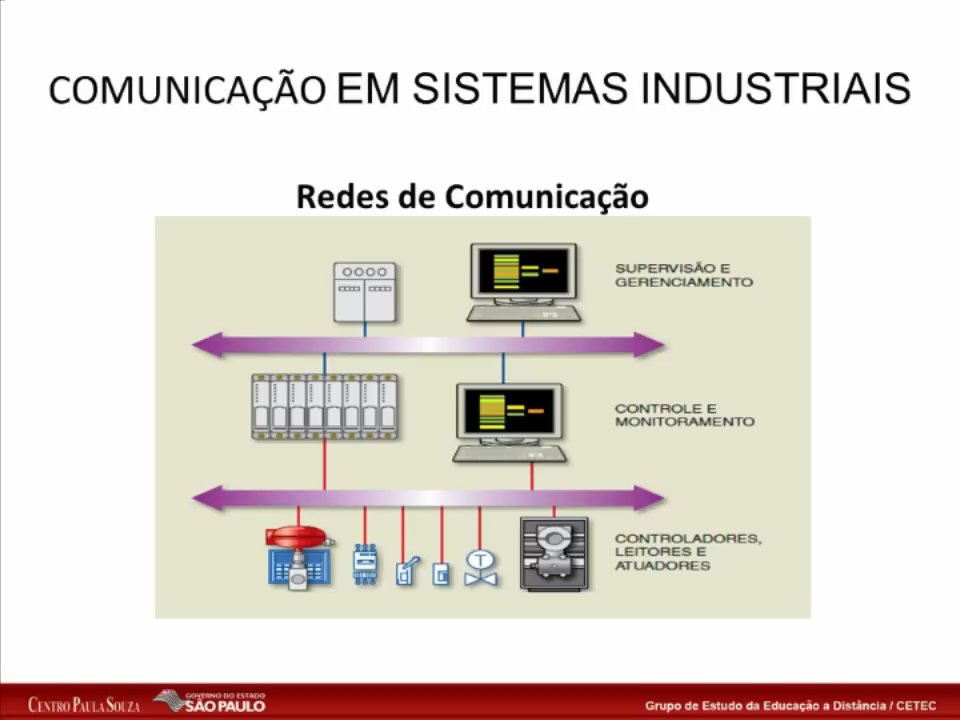 COMUNICAÇÃO EM SISTEMAS INDUSTRIAIS
Redes de Comunicação
SUPERVISÃO E
GERENCIAMENTO
CONTROLE E
MONITORAMENTO
CONTROLADORES,
LEITORES E
ATUADORES
T
CENTRO PAULA SOUZA
GOVERNO DO ESTADO
SÃO PAULO
Grupo de Estudo da Educação a Distância / CETEC